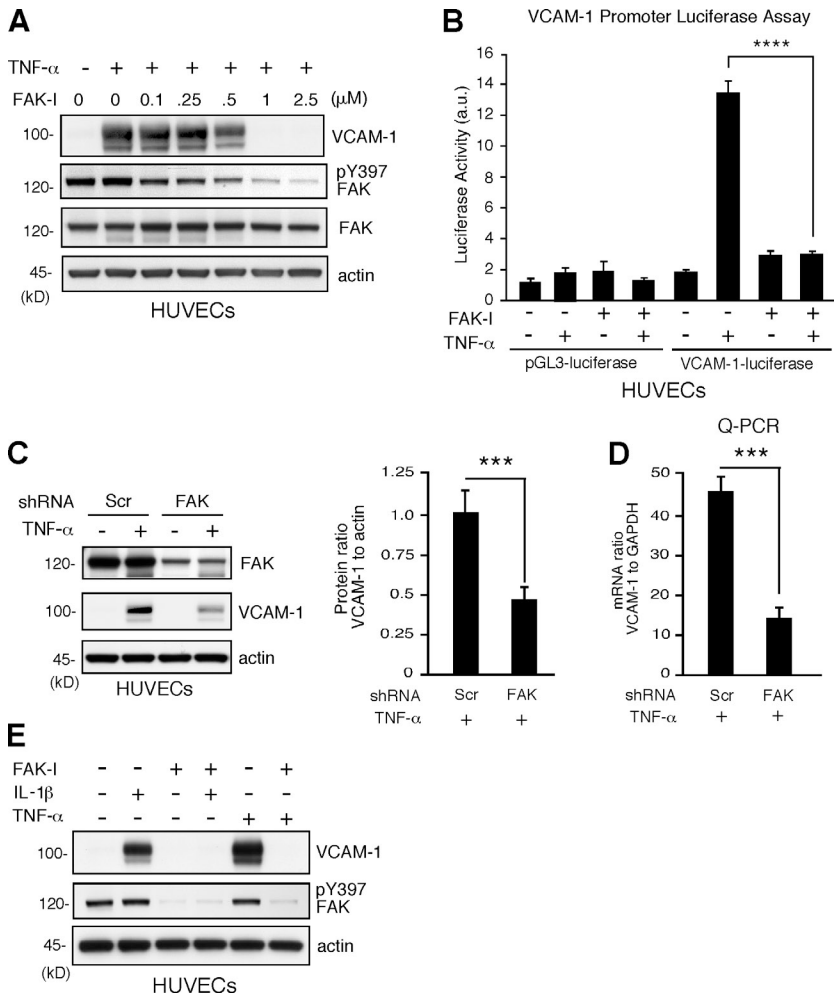 A
TNF-α - + + + + + +
FAK-I 0 0 0.1 .25 .5 1 2.5 (μM)
100- VCAM-1
120- pY397
FAK
120- FAK
45- actin
(kD)
HUVECs
B
VCAM-1 Promoter Luciferase Assay
Luciferase Activity (a.u.)
16
14
12
10
8
6
4
2
0
****
FAK-I - - + + - - + +
TNF-α - + - + - + - +
pGL3-luciferase VCAM-1-luciferase
HUVECs
C
shRNA Scr FAK
TNF-α - + - +
120- FAK
100- VCAM-1
45- actin
(kD)
HUVECs
Protein ratio
VCAM-1 to actin
1.25
1.0
0.75
0.5
0.25
0
***
shRNA Scr FAK
TNF-α + +
D
Q-PCR
mRNA ratio
VCAM-1 to GAPDH
50
40
30
20
10
0
***
shRNA Scr FAK
TNF-α + +
E
FAK-I - - + + - +
IL-1β - + - + - -
TNF-α - - - - + +
100- VCAM-1
120- pY397
FAK
45- actin
(kD)
HUVECs